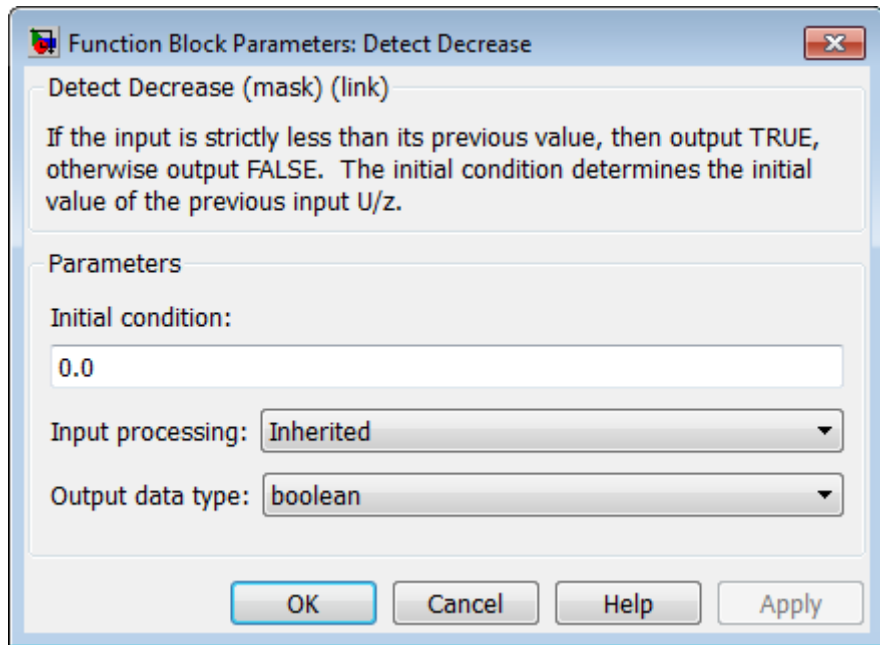 Function Block Parameters: Detect Decrease
Detect Decrease (mask) (link)
If the input is strictly less than its previous value, then output TRUE,
otherwise output FALSE.  The initial condition determines the initial
value of the previous input U/z.
Parameters
Initial condition:
0.0
Input processing: Inherited
Output data type: boolean
OK Cancel Help Apply